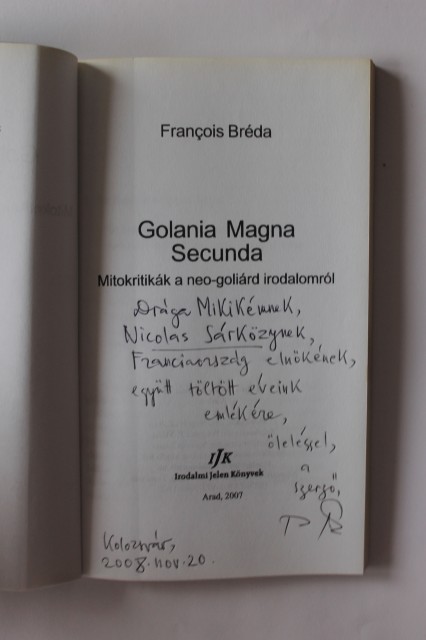 François Bréda
Golania Magna
Secunda
Mitokritikák a neo-goliárd irodalomról
Drága MiKiKémnek,
Nicolas Sárközynek,
Franciaország elnökének,
együtt töltött éveink
emlékére,
öleléssel,
a
szerző,
IJK
Irodalmi Jelen Könyvek
Arad, 2007
Kolozsvár,
2008. nov. 20.